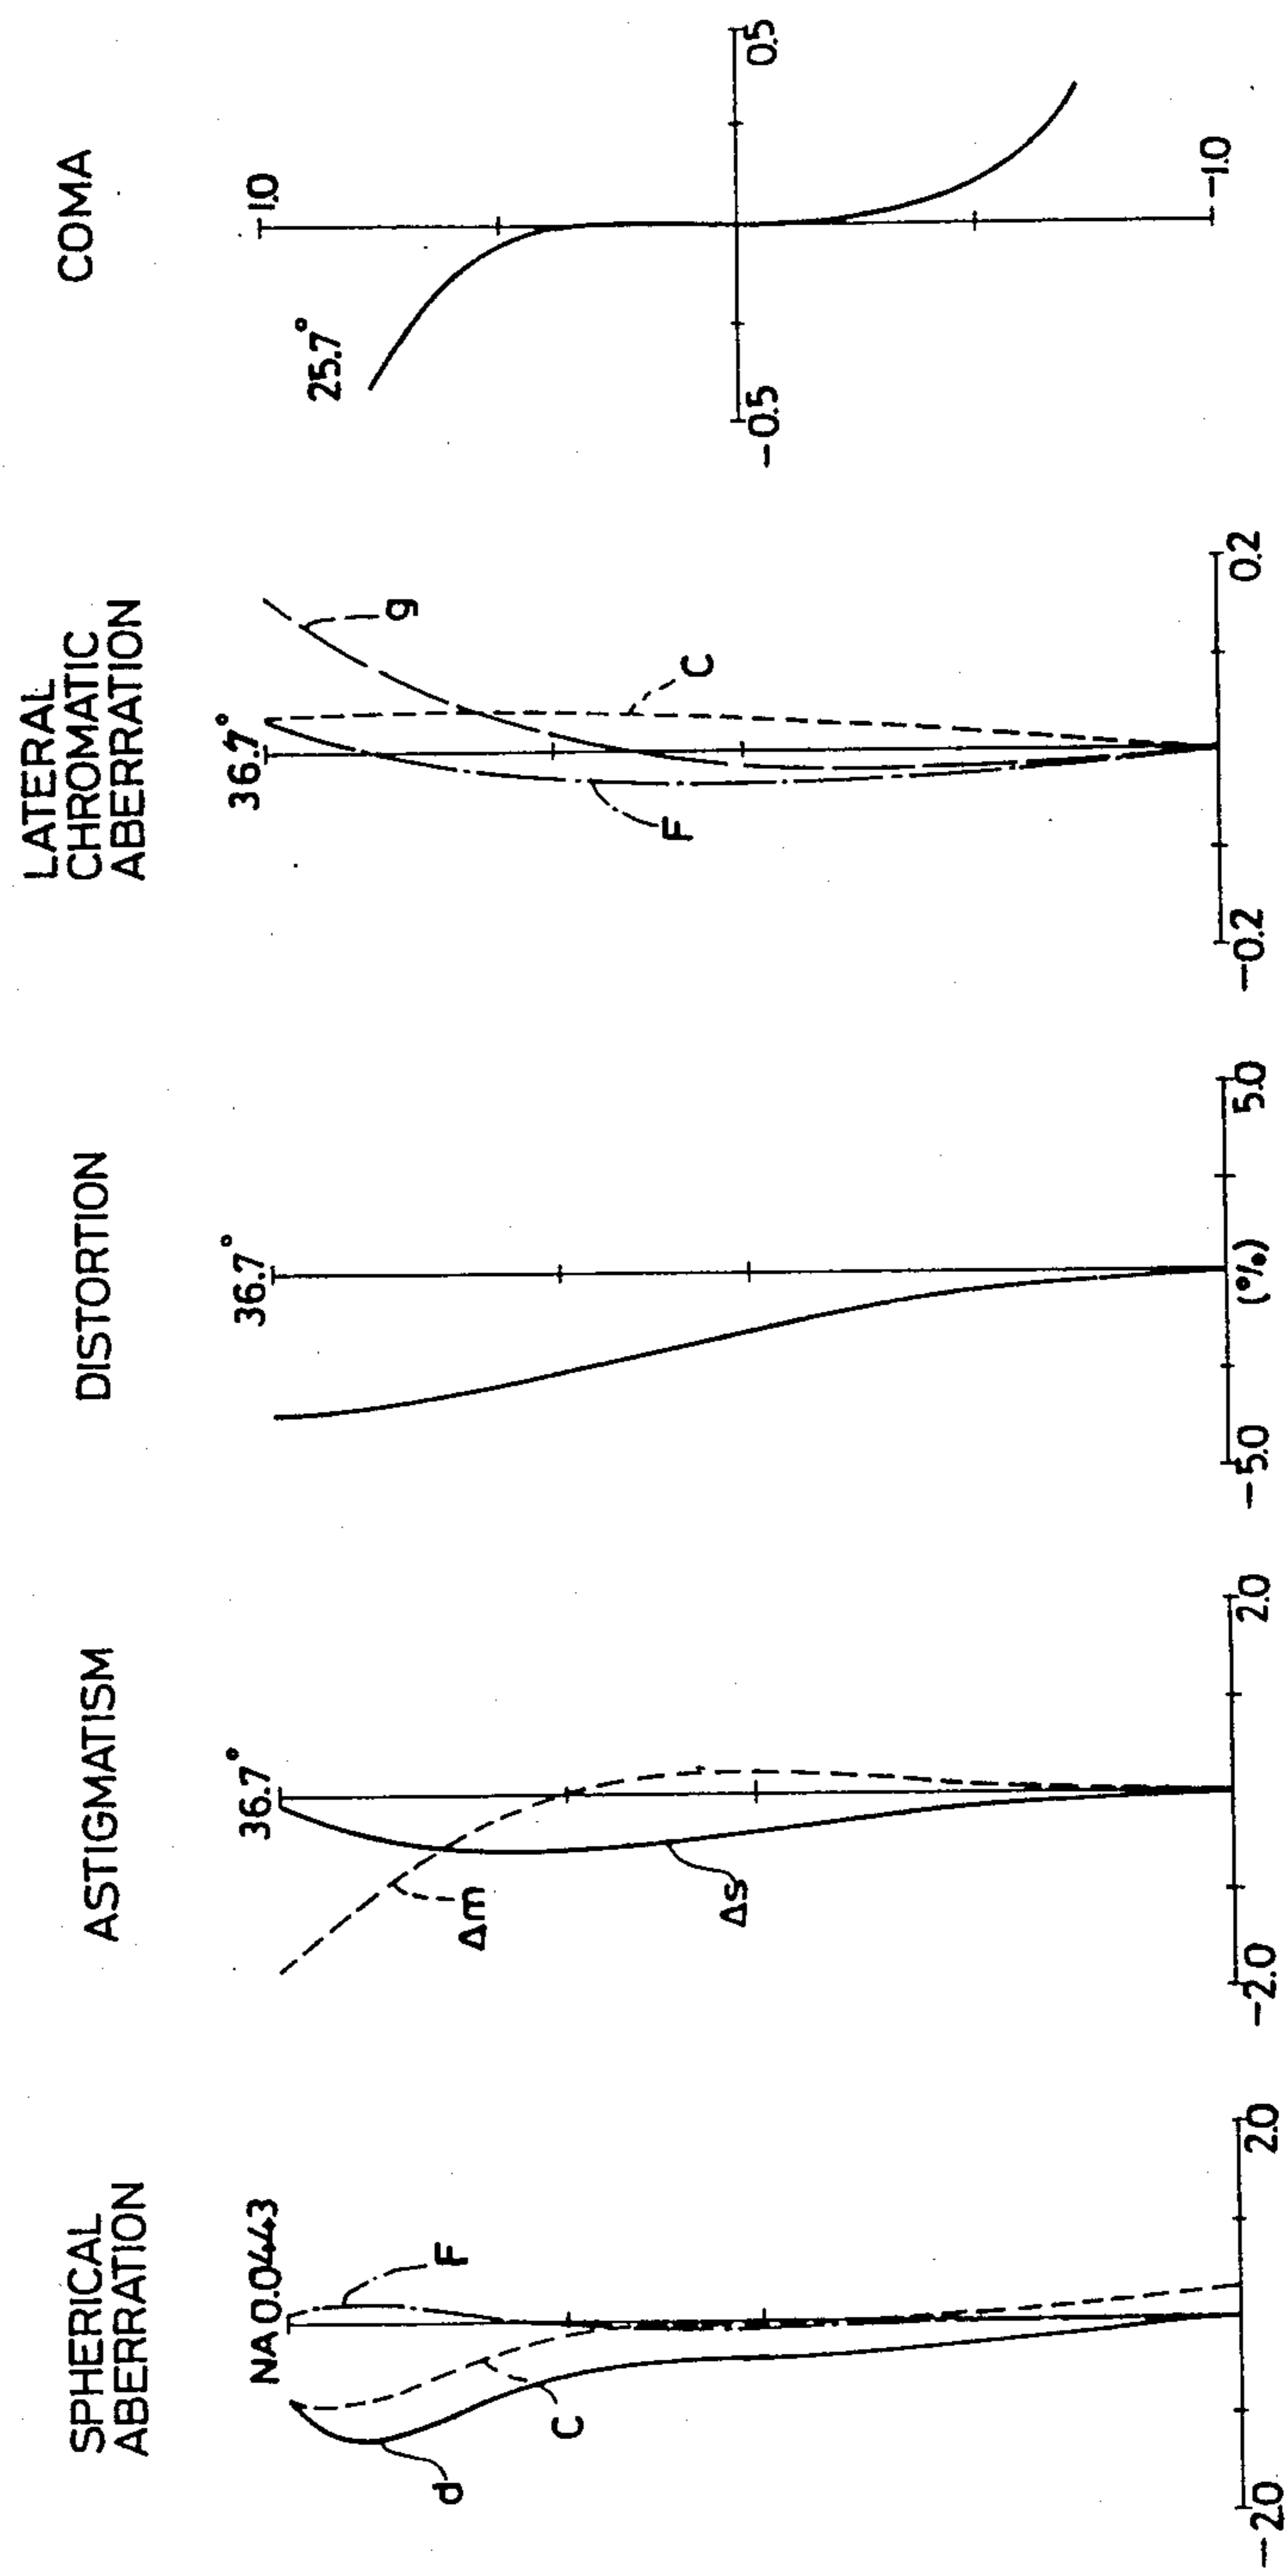 SPHERICAL
ABERRATION
NA 0.0443
F
C
d
-2.0
2.0
ASTIGMATISM
36.7°
Δm
Δs
-2.0
2.0
DISTORTION
36.7°
-5.0
(%)
5.0
LATERAL
CHROMATIC
ABERRATION
36.7°
g
C
F
-0.2
0.2
COMA
25.7°
1.0
-0.5
0.5
-1.0